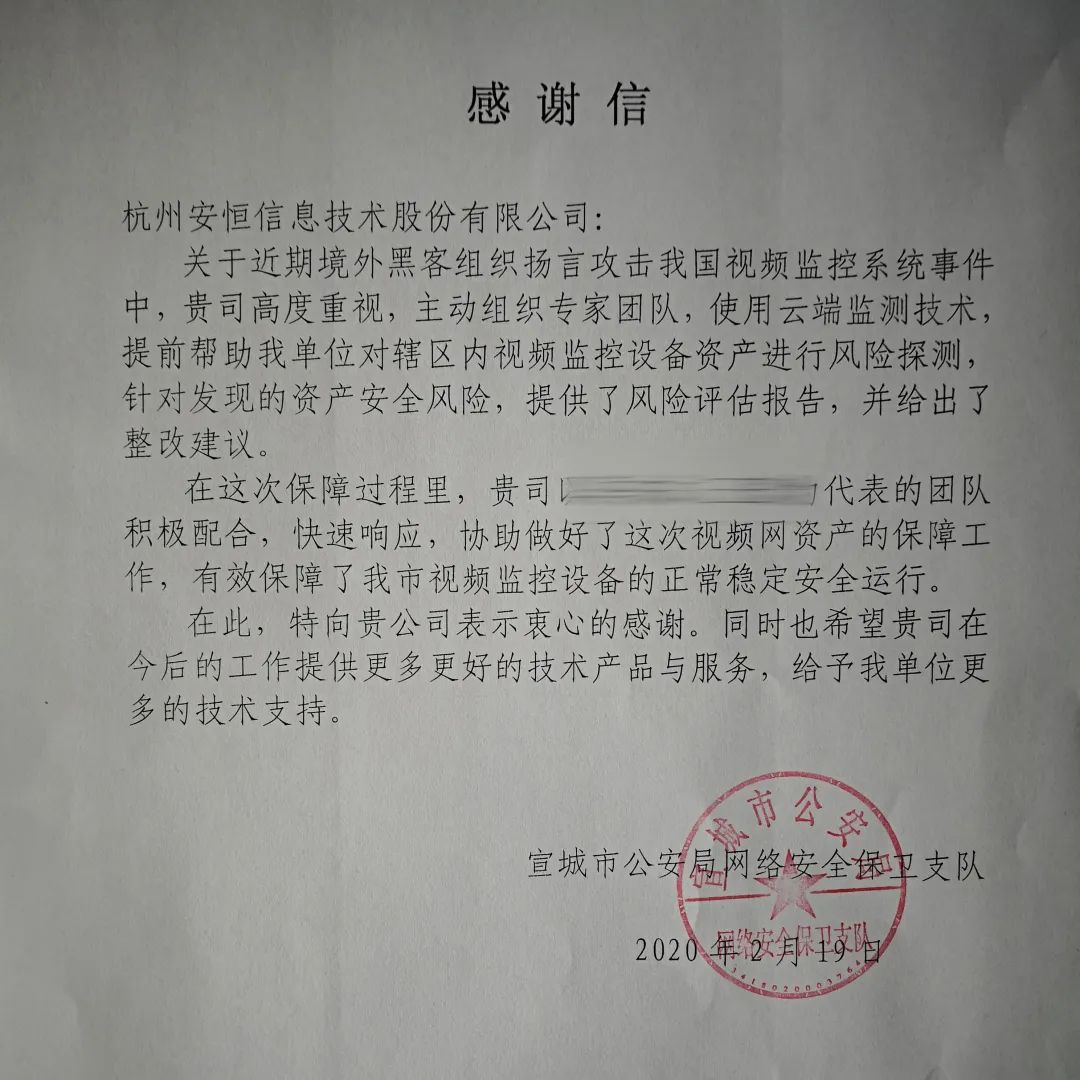 感谢信
杭州安恒信息技术股份有限公司：
关于近期境外黑客组织扬言攻击我国视频监控系统事件
中，贵司高度重视，主动组织专家团队，使用云端监测技术，
提前帮助我单位对辖区内视频监控设备资产进行风险探测，
针对发现的资产安全风险，提供了风险评估报告，并给出了
整改建议。
在这次保障过程里，贵司 代表的团队
积极配合，快速响应，协助做好了这次视频网资产的保障工
作，有效保障了我市视频监控设备的正常稳定安全运行。
在此，特向贵公司表示衷心的感谢。同时也希望贵司在
今后的工作提供更多更好的技术产品与服务，给予我单位更
多的技术支持。
宣城市公安局
宣城市公安局网络安全保卫支队
网络安全保卫支队
2020年2月19日